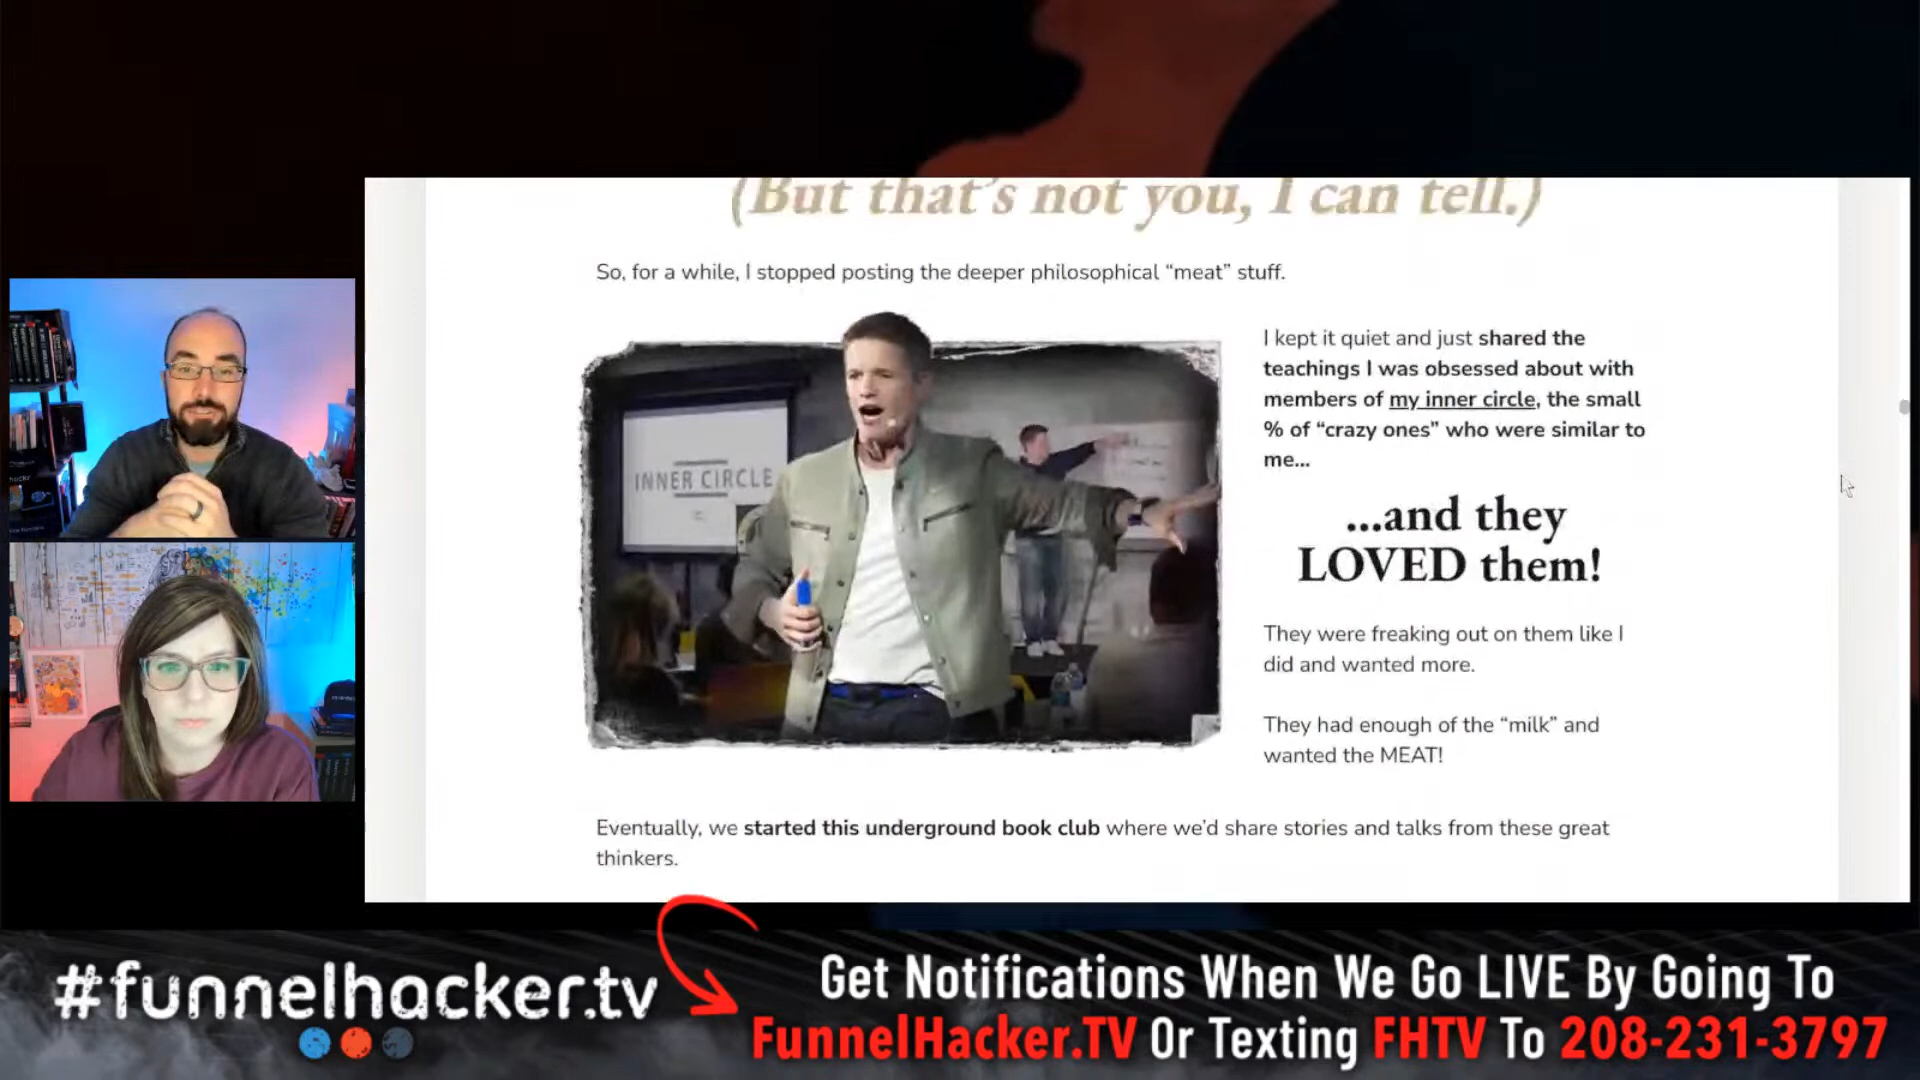 (But that's not you, I can tell.)
So, for a while, I stopped posting the deeper philosophical “meat” stuff.
INNER CIRCLE
I kept it quiet and just shared the
teachings I was obsessed about with
members of my inner circle, the small
% of “crazy ones” who were similar to
me...
...and they
LOVED them!
They were freaking out on them like I
did and wanted more.
They had enough of the “milk” and
wanted the MEAT!
Eventually, we started this underground book club where we'd share stories and talks from these great
thinkers.
#funnelhacker.tv
Get Notifications When We Go LIVE By Going To
FunnelHacker.TV Or Texting FHTV To 208-231-3797